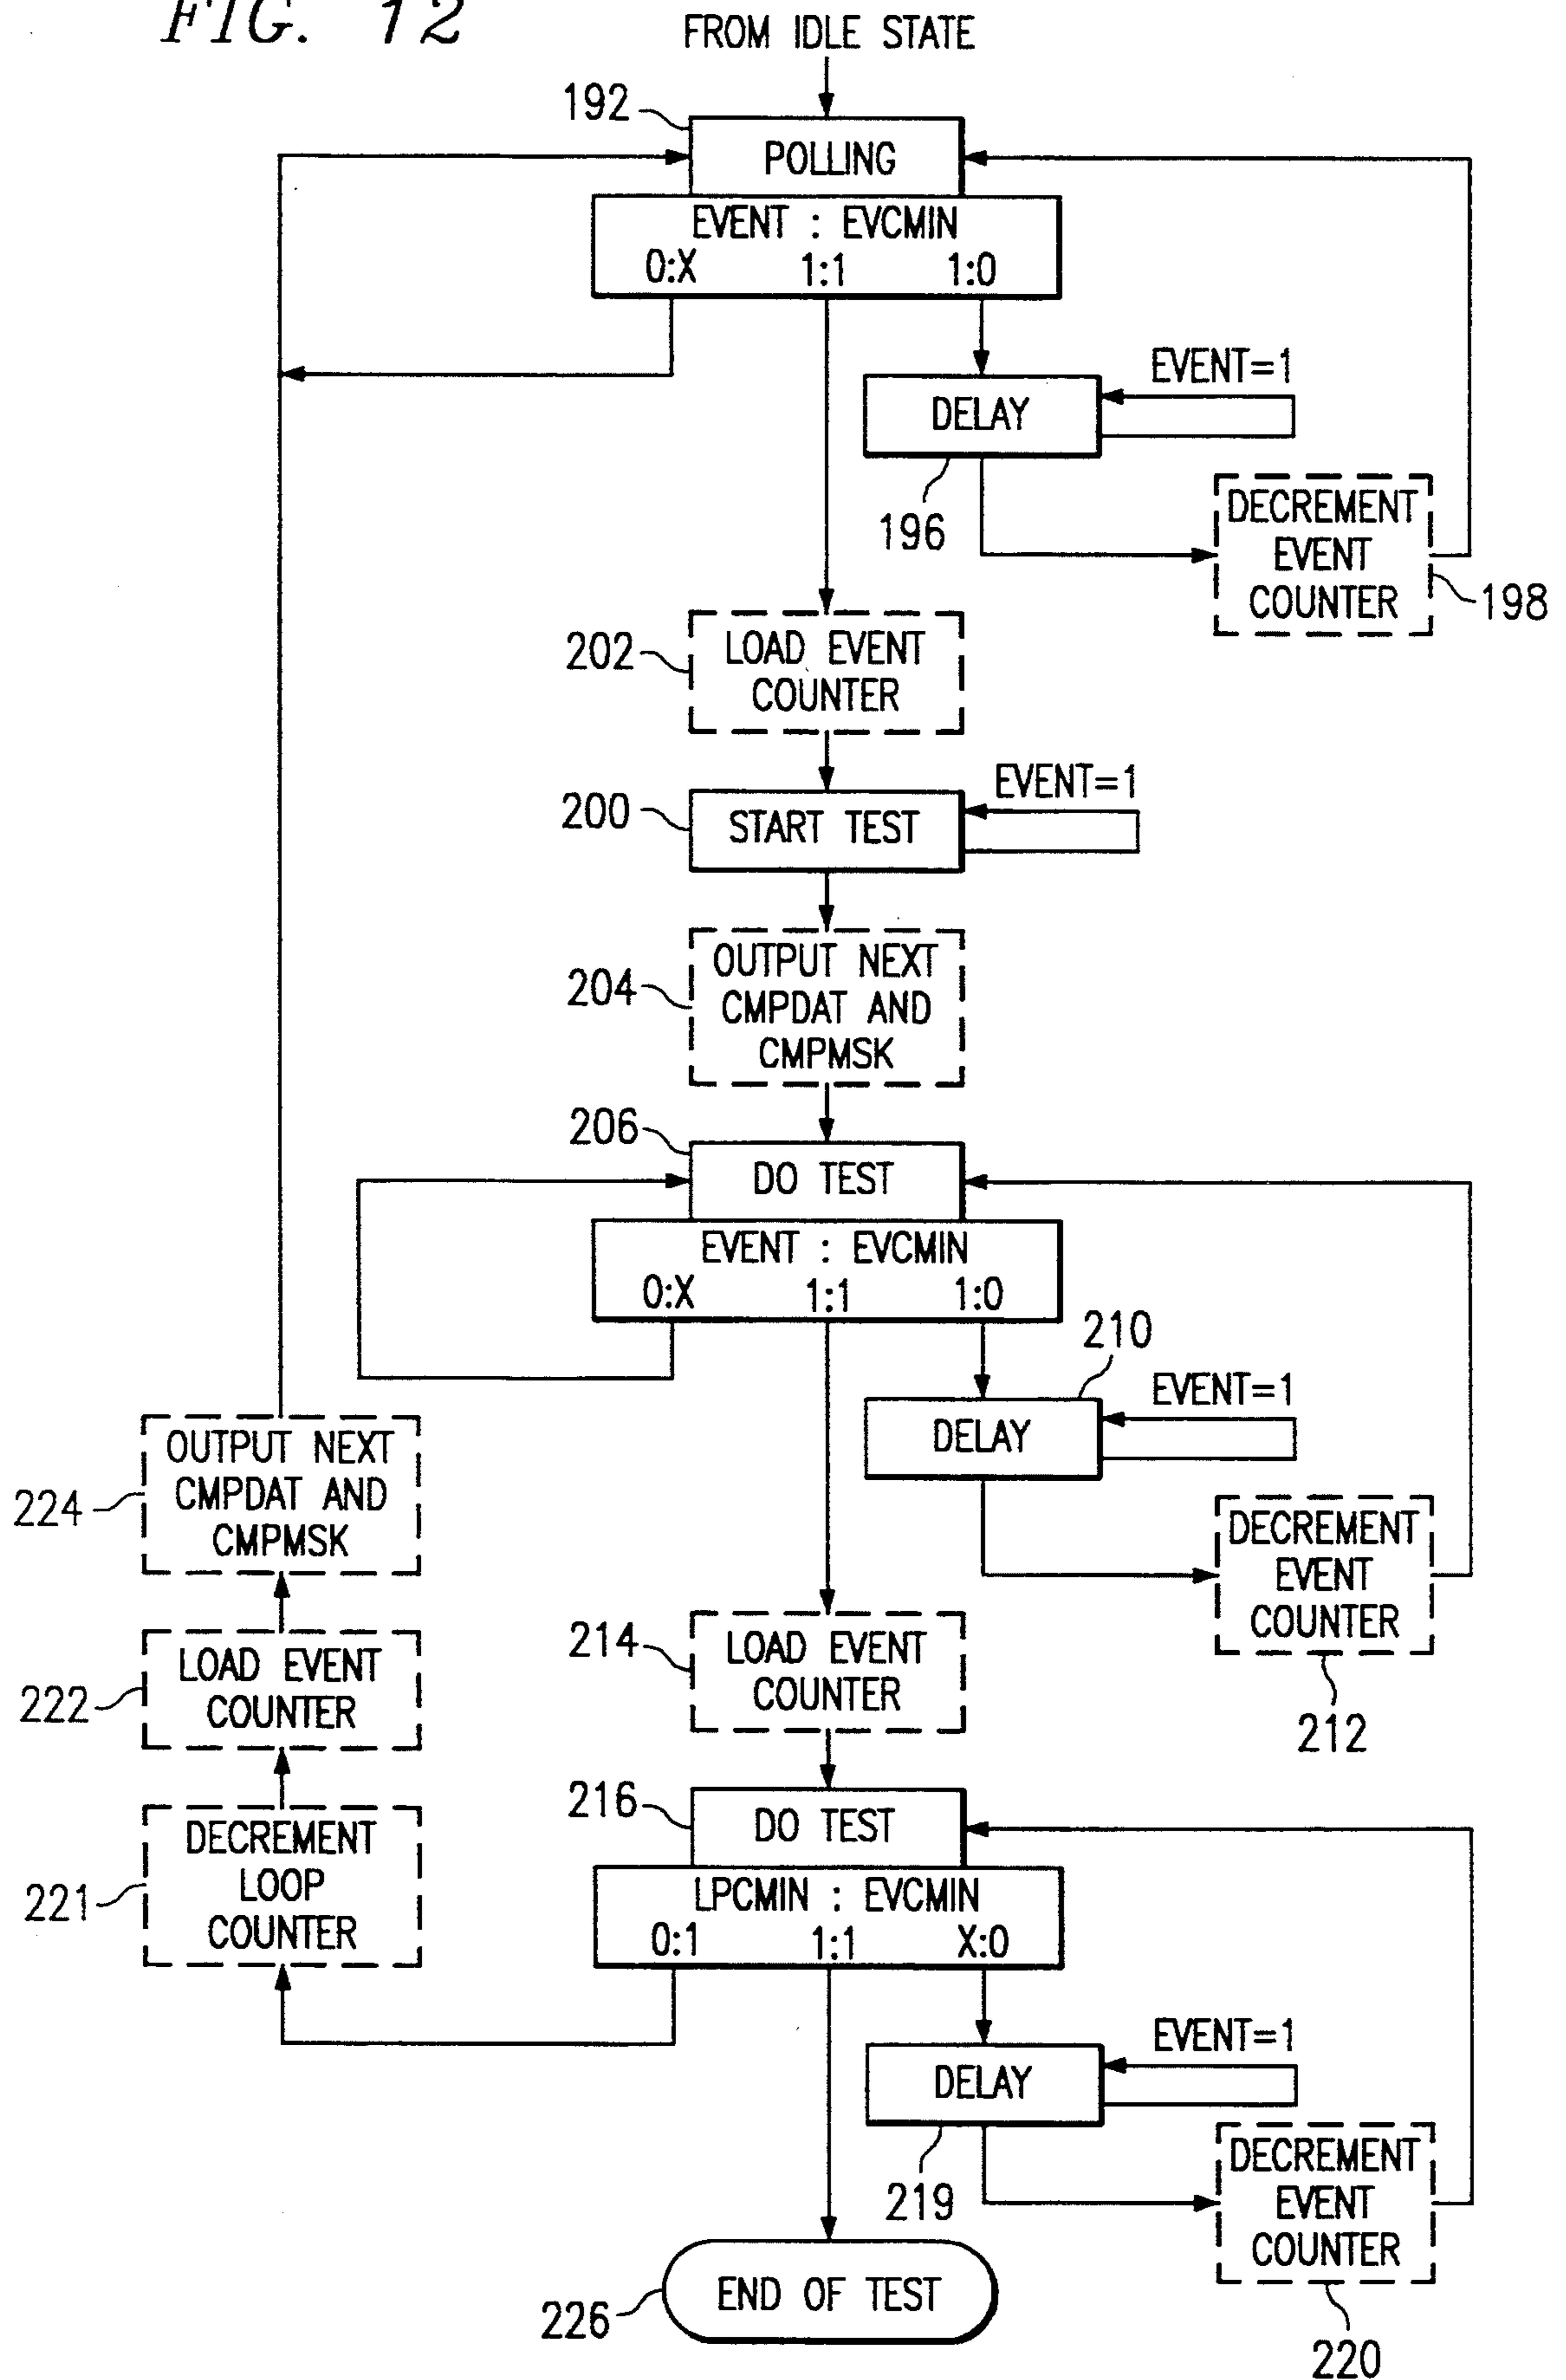 FIG. 12
FROM IDLE STATE
192
POLLING
EVENT : EVCMIN
0:X 1:1 1:0
EVENT=1
DELAY
196
DECREMENT
EVENT
COUNTER
198
202
LOAD EVENT
COUNTER
EVENT=1
200
START TEST
204
OUTPUT NEXT
CMPDAT AND
CMPMSK
206
DO TEST
EVENT : EVCMIN
0:X 1:1 1:0
210
EVENT=1
DELAY
DECREMENT
EVENT
COUNTER
212
214
LOAD EVENT
COUNTER
216
DO TEST
LPCMIN : EVCMIN
0:1 1:1 X:0
EVENT=1
DELAY
219
DECREMENT
EVENT
COUNTER
220
224
OUTPUT NEXT
CMPDAT AND
CMPMSK
222
LOAD EVENT
COUNTER
221
DECREMENT
LOOP
COUNTER
226
END OF TEST